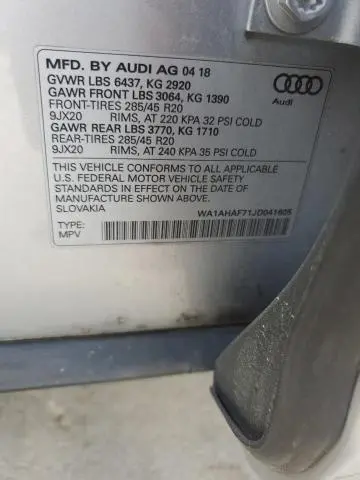 MFD. BY AUDI AG 04 18
GVWR LBS 6437, KG 2920
GAWR FRONT LBS 3064, KG 1390
FRONT-TIRES 285/45 R20
9JX20 RIMS, AT 220 KPA 32 PSI COLD
GAWR REAR LBS 3770, KG 1710
REAR-TIRES 285/45 R20
9JX20 RIMS, AT 240 KPA 35 PSI COLD
Audi
THIS VEHICLE CONFORMS TO ALL APPLICABLE
U.S. FEDERAL MOTOR VEHICLE SAFETY
STANDARDS IN EFFECT ON THE DATE OF
MANUFACTURE SHOWN ABOVE.
SLOVAKIA
WA1AHAF71JD041605
TYPE:
MPV